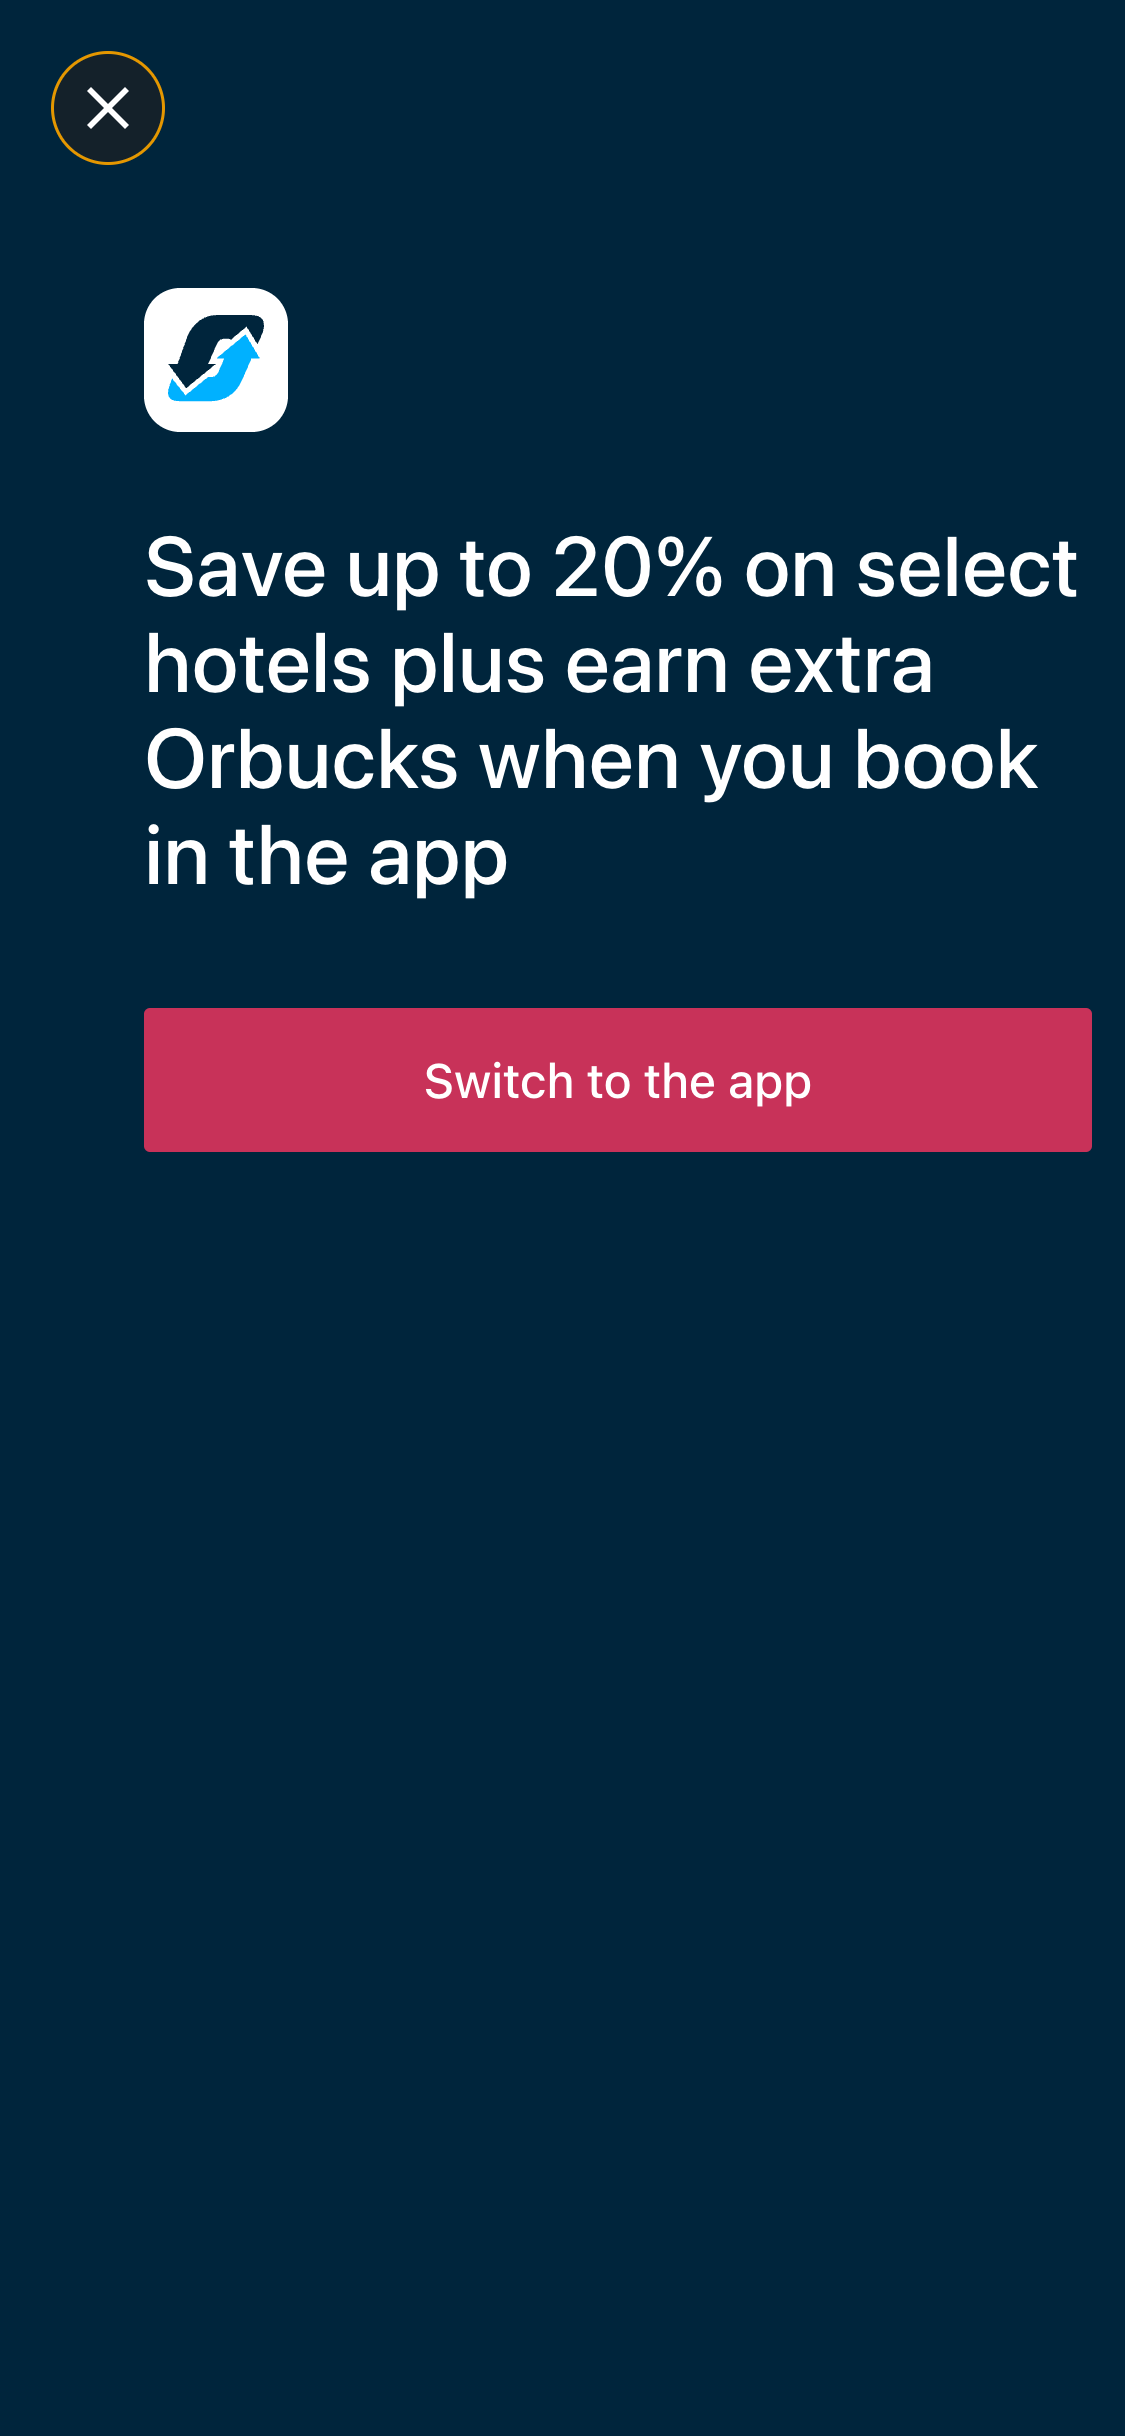 Save up to 20% on select
hotels plus earn extra
Orbucks when you book
in the app
Switch to the app